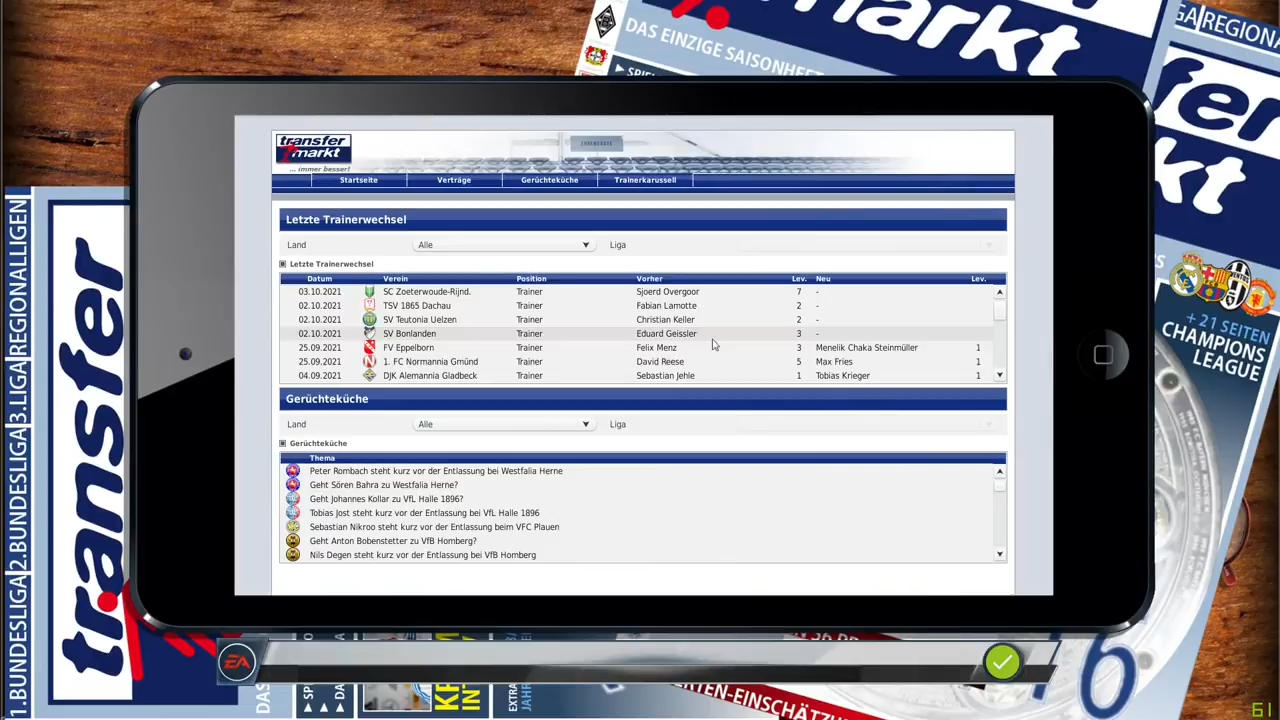 DAS EINZIGE SAISONHEFT
markt
transfer
markt
... immer besser!
Startseite Verträge Gerüchteküche Trainerkarussell
Letzte Trainerwechsel
Land Alle Liga
Letzte Trainerwechsel
Datum Verein Position Vorher Lev. Neu Lev.
03.10.2021 SC Zoeterwoude-Rijnd. Trainer Sjoerd Overgoor 7 -
02.10.2021 TSV 1865 Dachau Trainer Fabian Lamotte 2 -
02.10.2021 SV Teutonia Uelzen Trainer Christian Keller 2 -
02.10.2021 SV Bonlanden Trainer Eduard Geissler 3 -
25.09.2021 FV Eppelborn Trainer Felix Menz 3 Menelik Chaka Steinmüller 1
25.09.2021 1. FC Normannia Gmünd Trainer David Reese 5 Max Fries 1
04.09.2021 DJK Alemannia Gladbeck Trainer Sebastian Jehle 1 Tobias Krieger 1
Gerüchteküche
Land Alle Liga
Gerüchteküche
Thema
Peter Rombach steht kurz vor der Entlassung bei Westfalia Herne
Geht Sören Bahra zu Westfalia Herne?
Geht Johannes Kollar zu VfL Halle 1896?
Tobias Jost steht kurz vor der Entlassung bei VfL Halle 1896
Sebastian Nikroo steht kurz vor der Entlassung beim VFC Plauen
Geht Anton Bobenstetter zu VfB Homberg?
Nils Degen steht kurz vor der Entlassung bei VfB Homberg
1.BUNDESLIGA 2.BUNDESLIGA 3.LIGA REGIONALLIGEN
transfer
+ 21 SEITEN
CHAMPIONS
LEAGUE
EA
61